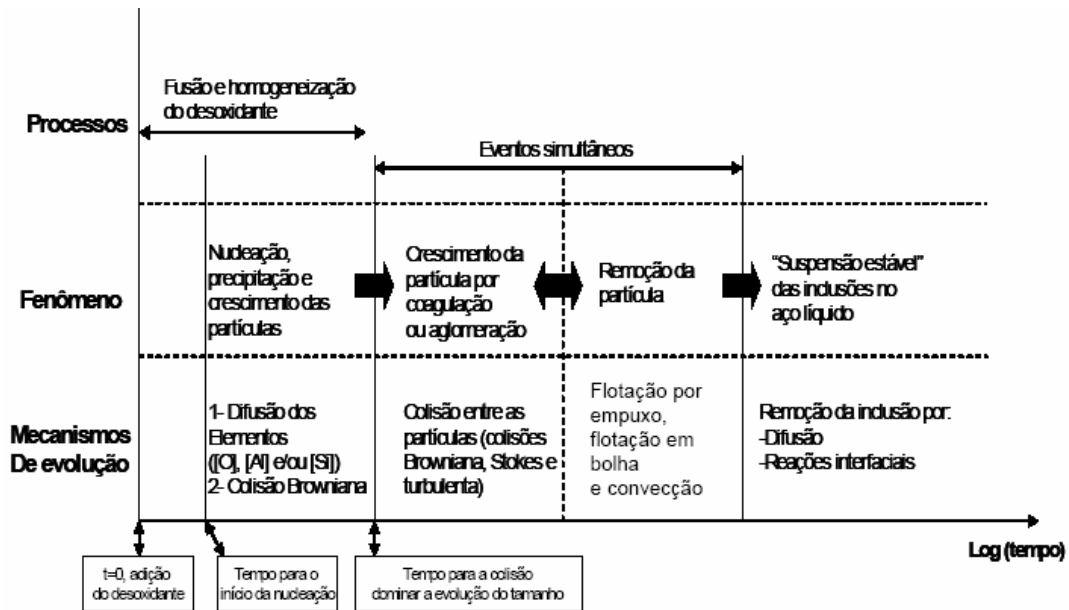 Fusão e homogeneização
do desoxidante
Processos
Eventos simultâneos
Nucleação,
precipitação e
crescimento das
partículas
Crescimento da
partícula por
coagulação
ou aglomeração
Remoção da
partícula
“Suspensão estável”
das inclusões no
aço líquido
Fenômeno
Mecanismos
De evolução
1- Difusão dos
Elementos
([O], [Al] e/ou [Si])
2- Colisão Browniana
Colisão entre as
partículas (colisões
Browniana, Stokes e
turbulenta)
Flotação por
empuxo,
flotação em
bolha
e convecção
Remoção da inclusão por:
-Difusão
-Reações interfaciais
Log (tempo)
t=0, adição
do desoxidante
Tempo para o
início da nucleação
Tempo para a colisão
dominar a evolução do tamanho